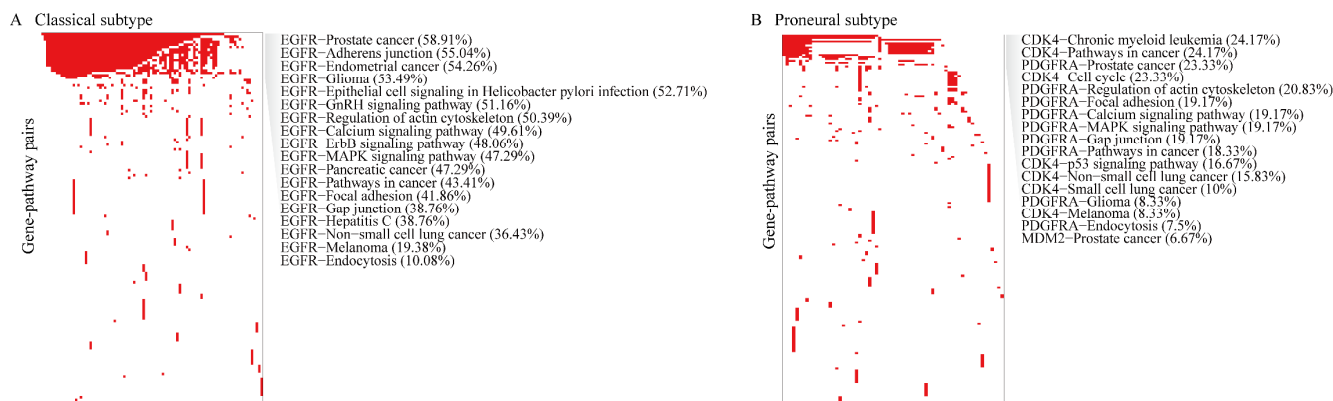 A Classical subtype
EGFR−Prostate cancer (58.91%)
EGFR−Adherens junction (55.04%)
EGFR−Endometrial cancer (54.26%)
EGFR−Glioma (53.49%)
EGFR−Epithelial cell signaling in Helicobacter pylori infection (52.71%)
EGFR−GnRH signaling pathway (51.16%)
EGFR−Regulation of actin cytoskeleton (50.39%)
EGFR−Calcium signaling pathway (49.61%)
EGFR ErbB signaling pathway (48.06%)
EGFR−MAPK signaling pathway (47.29%)
EGFR−Pancreatic cancer (47.29%)
EGFR−Pathways in cancer (43.41%)
EGFR−Focal adhesion (41.86%)
EGFR−Gap junction (38.76%)
EGFR−Hepatitis C (38.76%)
EGFR−Non−small cell lung cancer (36.43%)
EGFR−Melanoma (19.38%)
EGFR−Endocytosis (10.08%)
Gene-pathway pairs
B Proneural subtype
CDK4−Chronic myeloid leukemia (24.17%)
CDK4−Pathways in cancer (24.17%)
PDGFRA−Prostate cancer (23.33%)
CDK4 Cell cycle (23.33%)
PDGFRA−Regulation of actin cytoskeleton (20.83%)
PDGFRA−Focal adhesion (19.17%)
PDGFRA−Calcium signaling pathway (19.17%)
PDGFRA−MAPK signaling pathway (19.17%)
PDGFRA−Gap junction (19.17%)
PDGFRA−Pathways in cancer (18.33%)
CDK4−p53 signaling pathway (16.67%)
CDK4−Non−small cell lung cancer (15.83%)
CDK4−Small cell lung cancer (10%)
PDGFRA−Glioma (8.33%)
CDK4−Melanoma (8.33%)
PDGFRA−Endocytosis (7.5%)
MDM2−Prostate cancer (6.67%)
Gene-pathway pairs